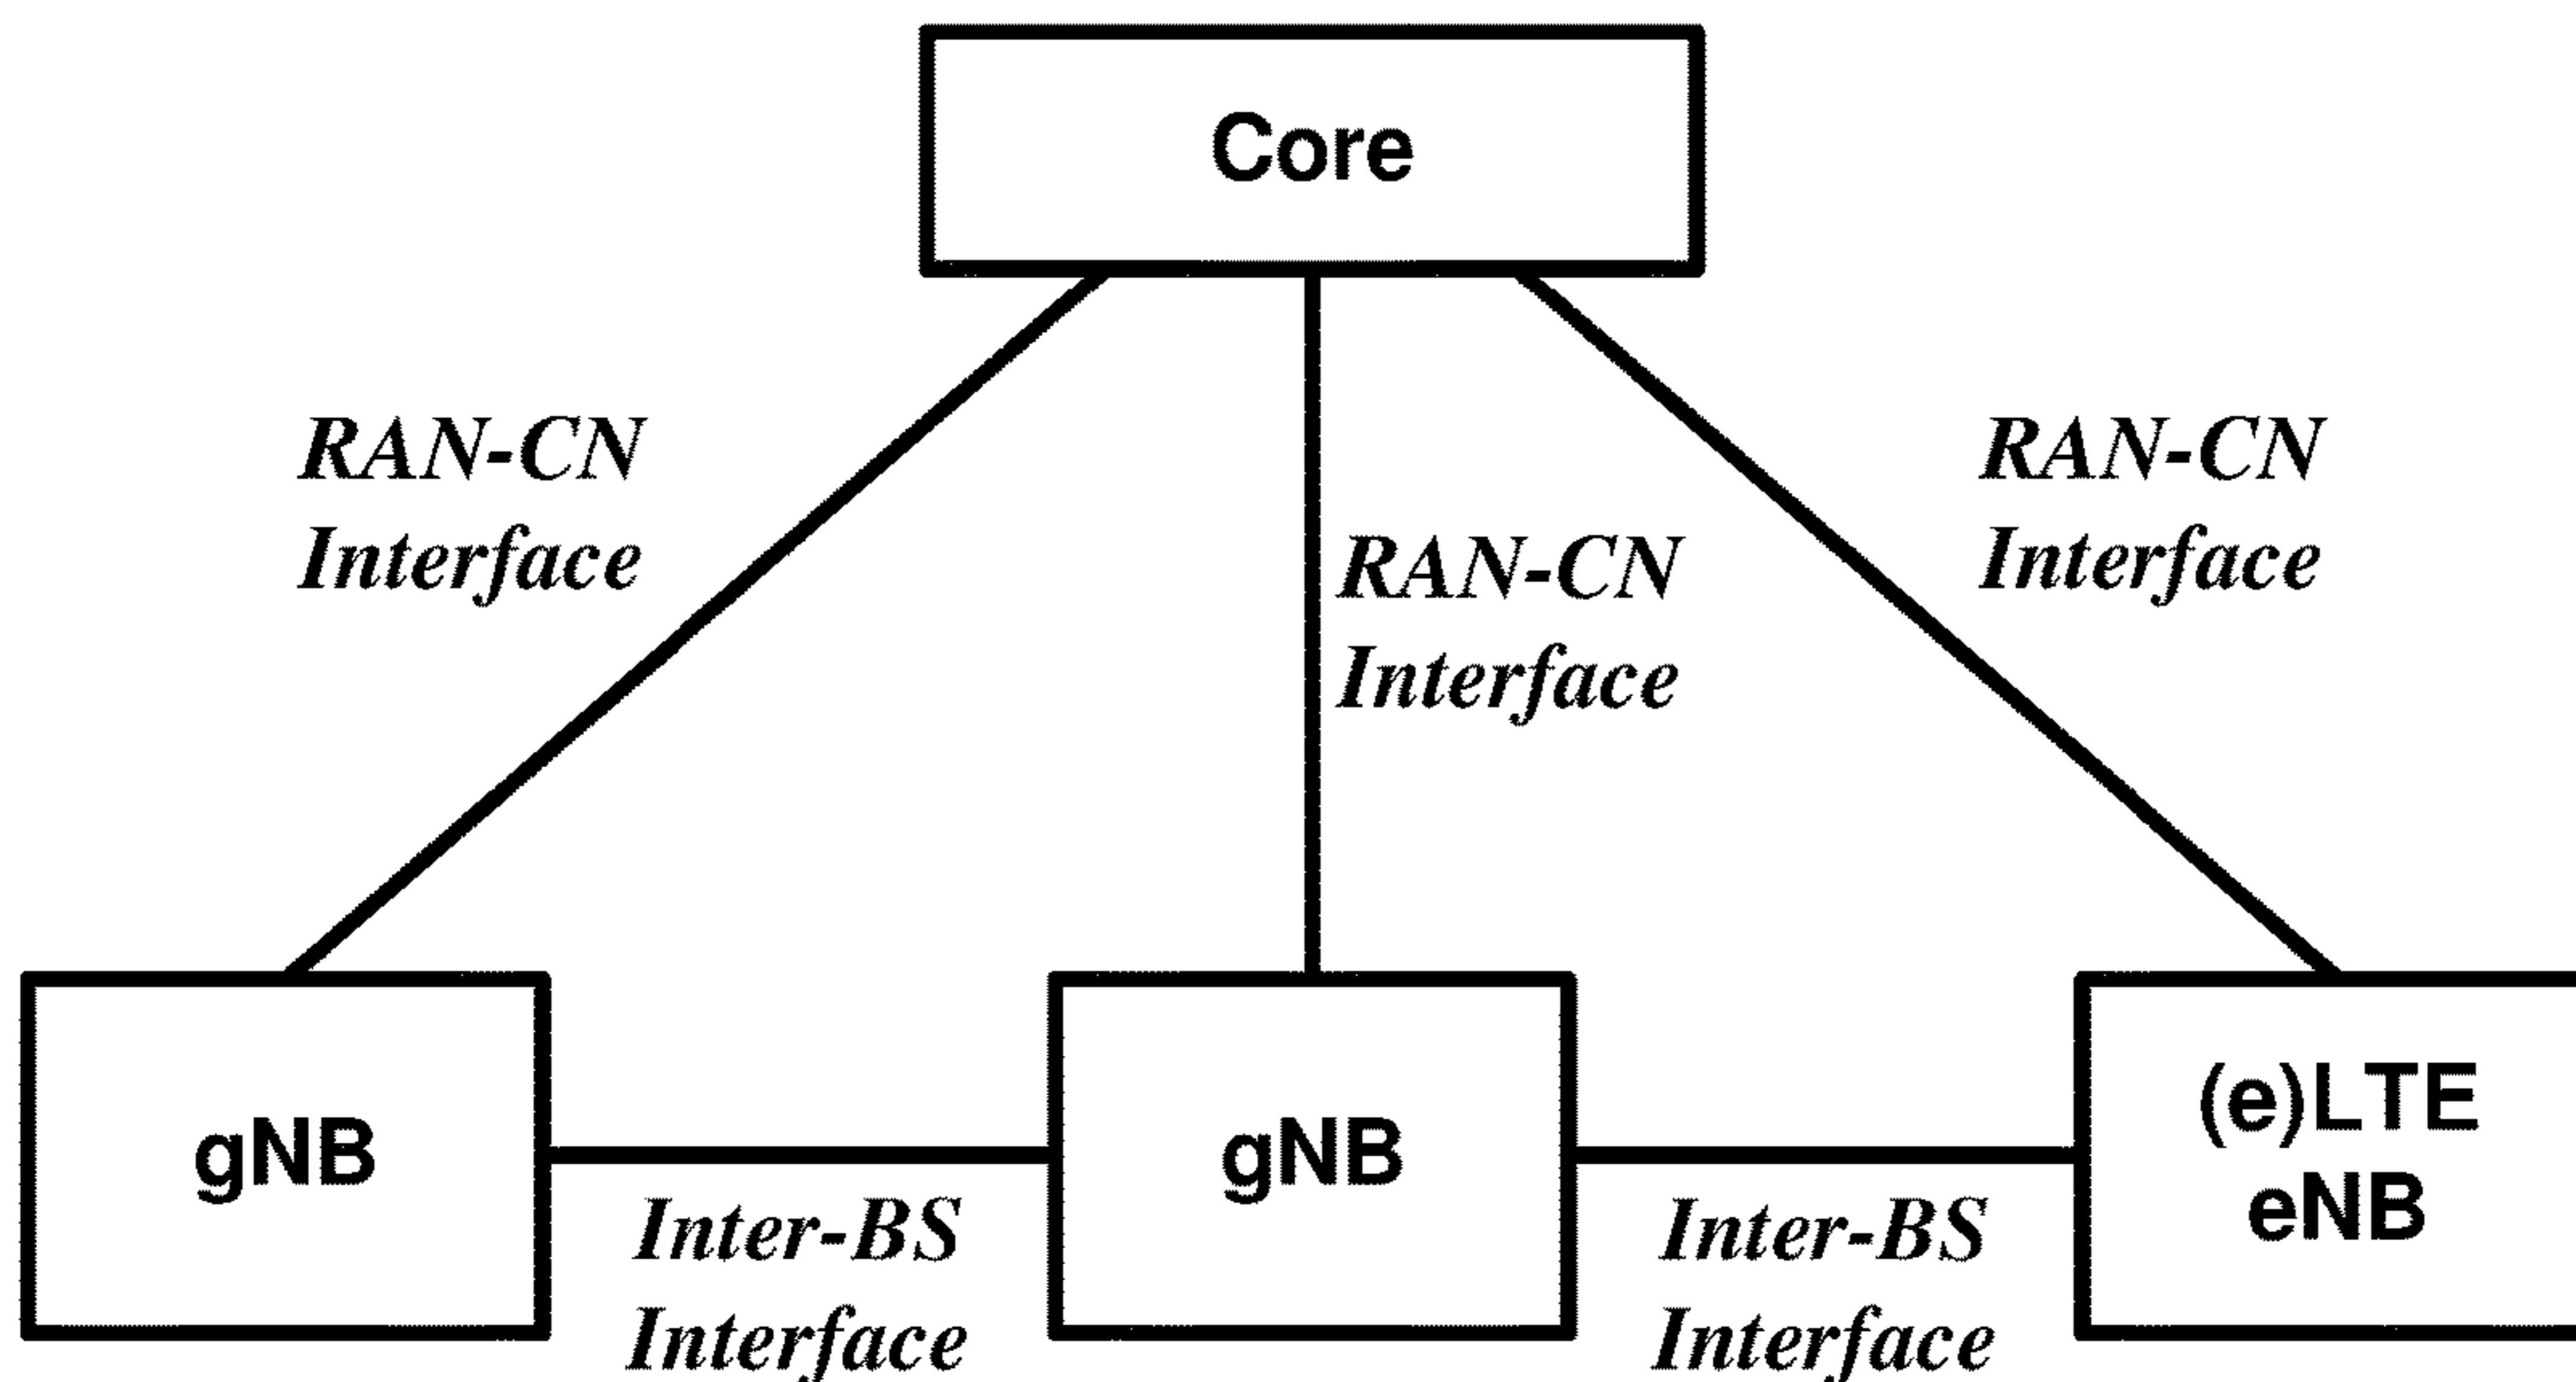 Core
RAN-CN
Interface
RAN-CN
Interface
RAN-CN
Interface
gNB
gNB
(e)LTE
eNB
Inter-BS
Interface
Inter-BS
Interface